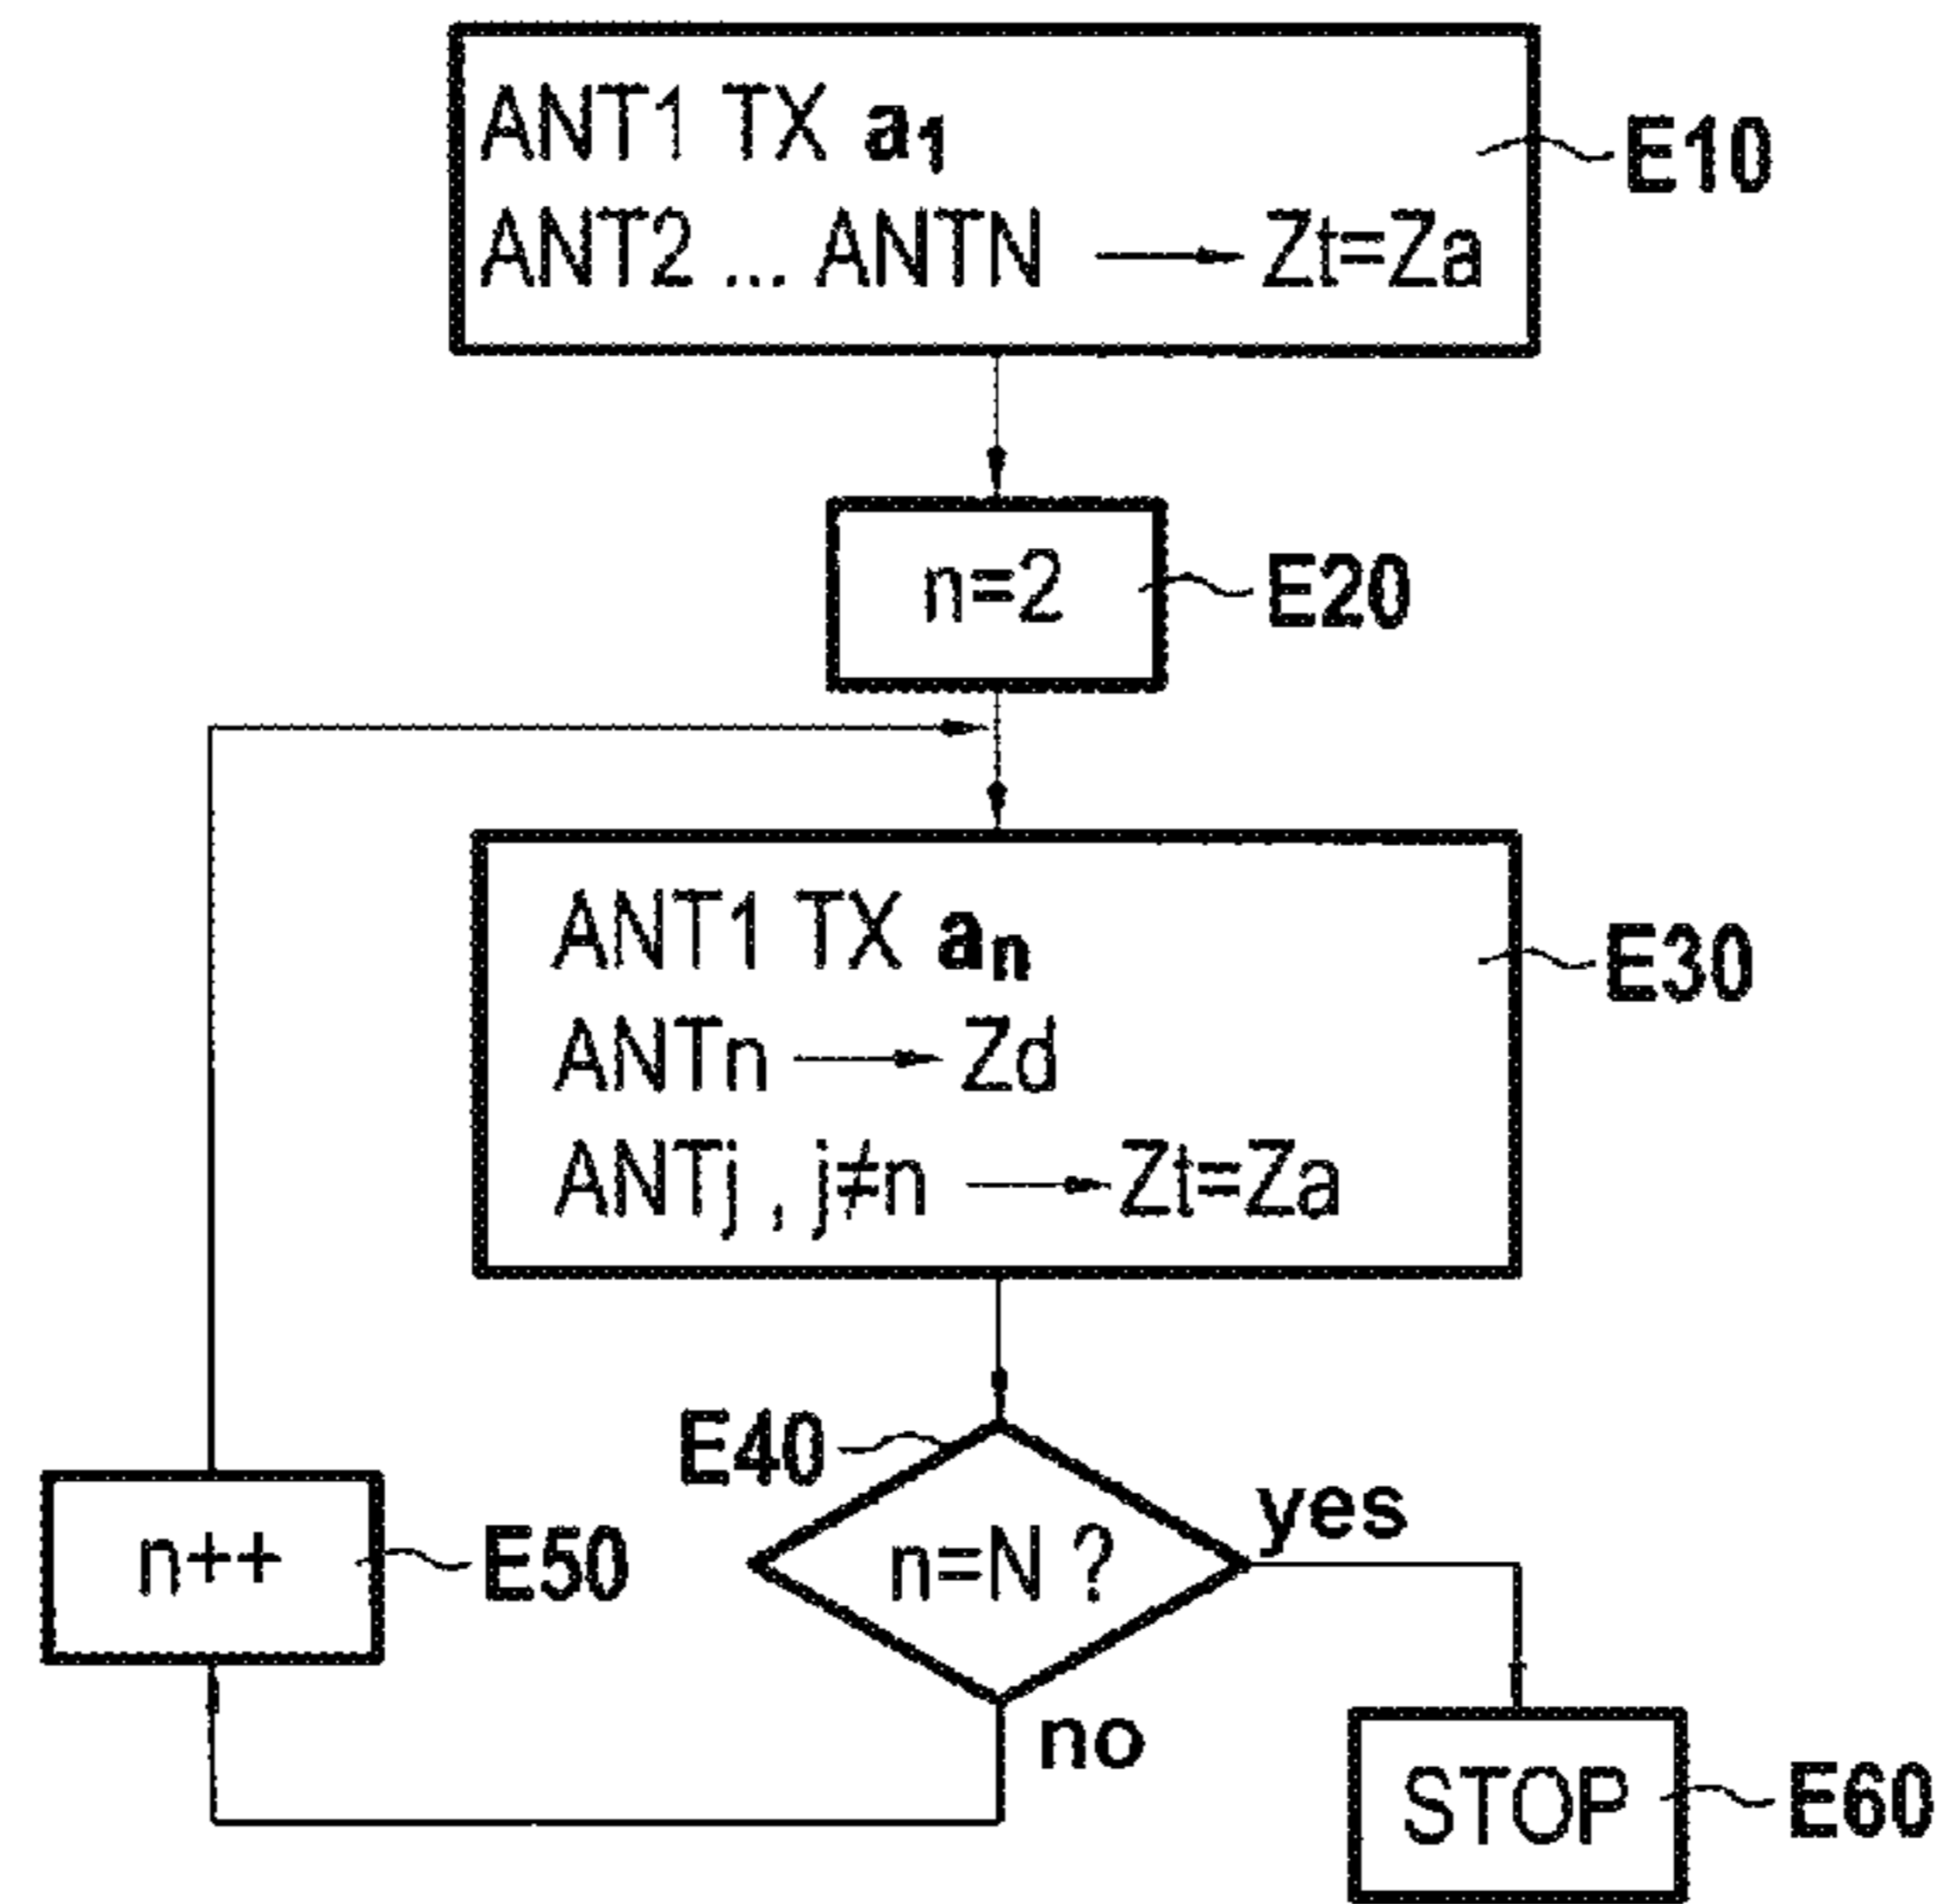 ANT1 TX a₁
ANT2 ... ANTN → Zt=Za
E10
n=2
E20
ANT1 TX aₙ
ANTn → Zd
ANTj , j≠n → Zt=Za
E30
E40
n=N ?
yes
no
n++
E50
STOP
E60